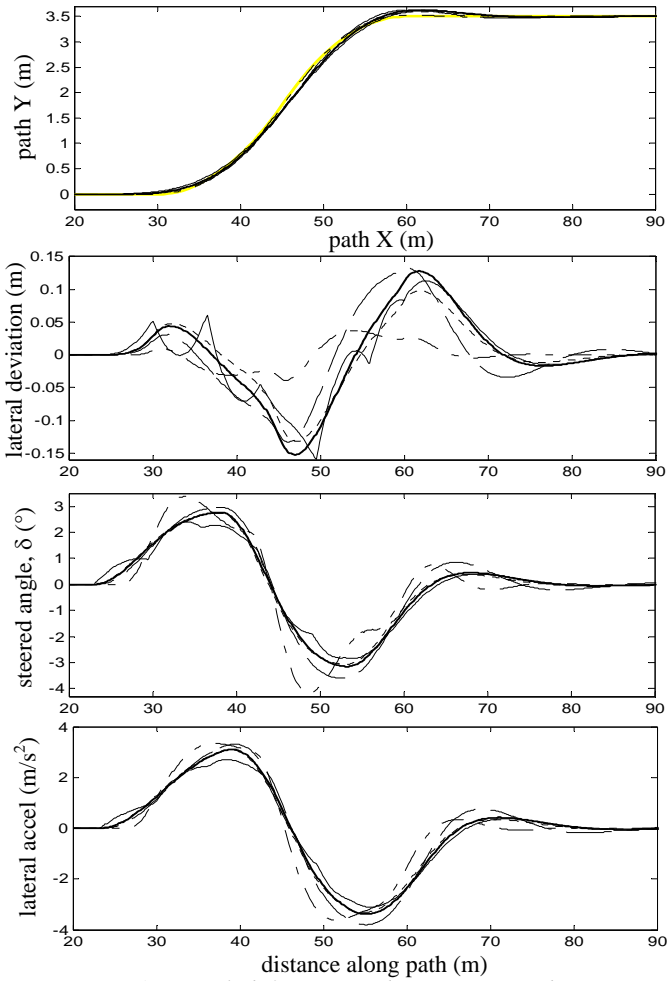 3.5
3
2.5
2
1.5
1
0.5
0
path Y (m)
20 30 40 50 60 70 80 90
path X (m)
0.15
0.1
0.05
0
-0.05
-0.1
-0.15
lateral deviation (m)
20 30 40 50 60 70 80 90
3
2
1
0
-1
-2
-3
-4
steered angle, δ (°)
20 30 40 50 60 70 80 90
4
2
0
-2
-4
lateral accel (m/s²)
20 30 40 50 60 70 80 90
distance along path (m)